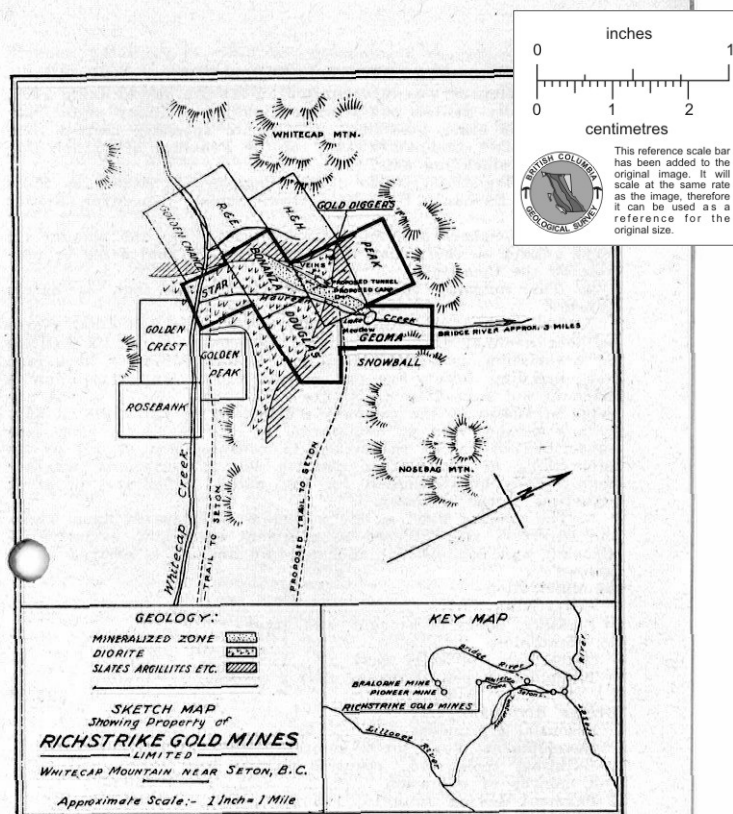 inches
0 1
0 1 2
centimetres
BRITISH COLUMBIA
GEOLOGICAL SURVEY
This reference scale bar
has been added to the
original image. It will
scale at the same rate
as the image, therefore
it can be used as a
reference for the
original size.
WHITECAP MTN.
GOLD DIGGERS
GOLDEN CHANCE
R.G.E.
H.G.H.
PEAK
BONANZA
VEINS
PROPOSED TUNNEL
PROPOSED CAMP
STAR
DOUGLAS
Lake
Creek
Meadow
BRIDGE RIVER APPROX. 3 MILES
GEOMA
GOLDEN
CREST
GOLDEN
PEAK
SNOWBALL
ROSEBANK
NOSEBAG MTN.
N
Whitecap Creek
TRAIL TO SETON
PROPOSED TRAIL TO SETON
GEOLOGY:
MINERALIZED ZONE
DIORITE
SLATES ARGILLITES ETC.
SKETCH MAP
Showing Property of
RICHSTRIKE GOLD MINES
LIMITED
WHITECAP MOUNTAIN NEAR SETON, B.C.
Approximate Scale:- 1 Inch = 1 Mile
KEY MAP
Bridge River
River
BRALORNE MINE
PIONEER MINE
Whitecap
Creek
Seton L.
RICHSTRIKE GOLD MINES
Lillooet
River